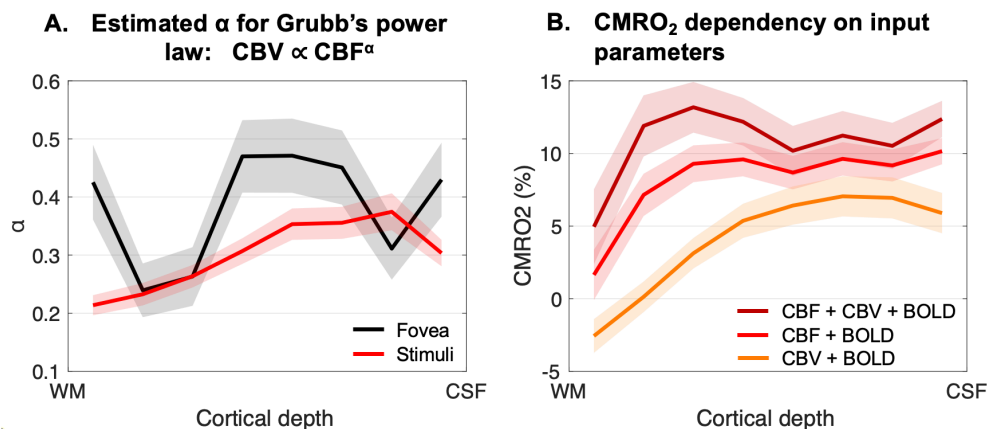 A. Estimated α for Grubb's power
law: CBV ∝ CBFᵅ
0.6
0.5
0.4
0.3
0.2
0.1
α
Fovea
Stimuli
WM
CSF
Cortical depth
B. CMRO₂ dependency on input
parameters
15
10
5
0
-5
CMRO2 (%)
CBF + CBV + BOLD
CBF + BOLD
CBV + BOLD
WM
CSF
Cortical depth